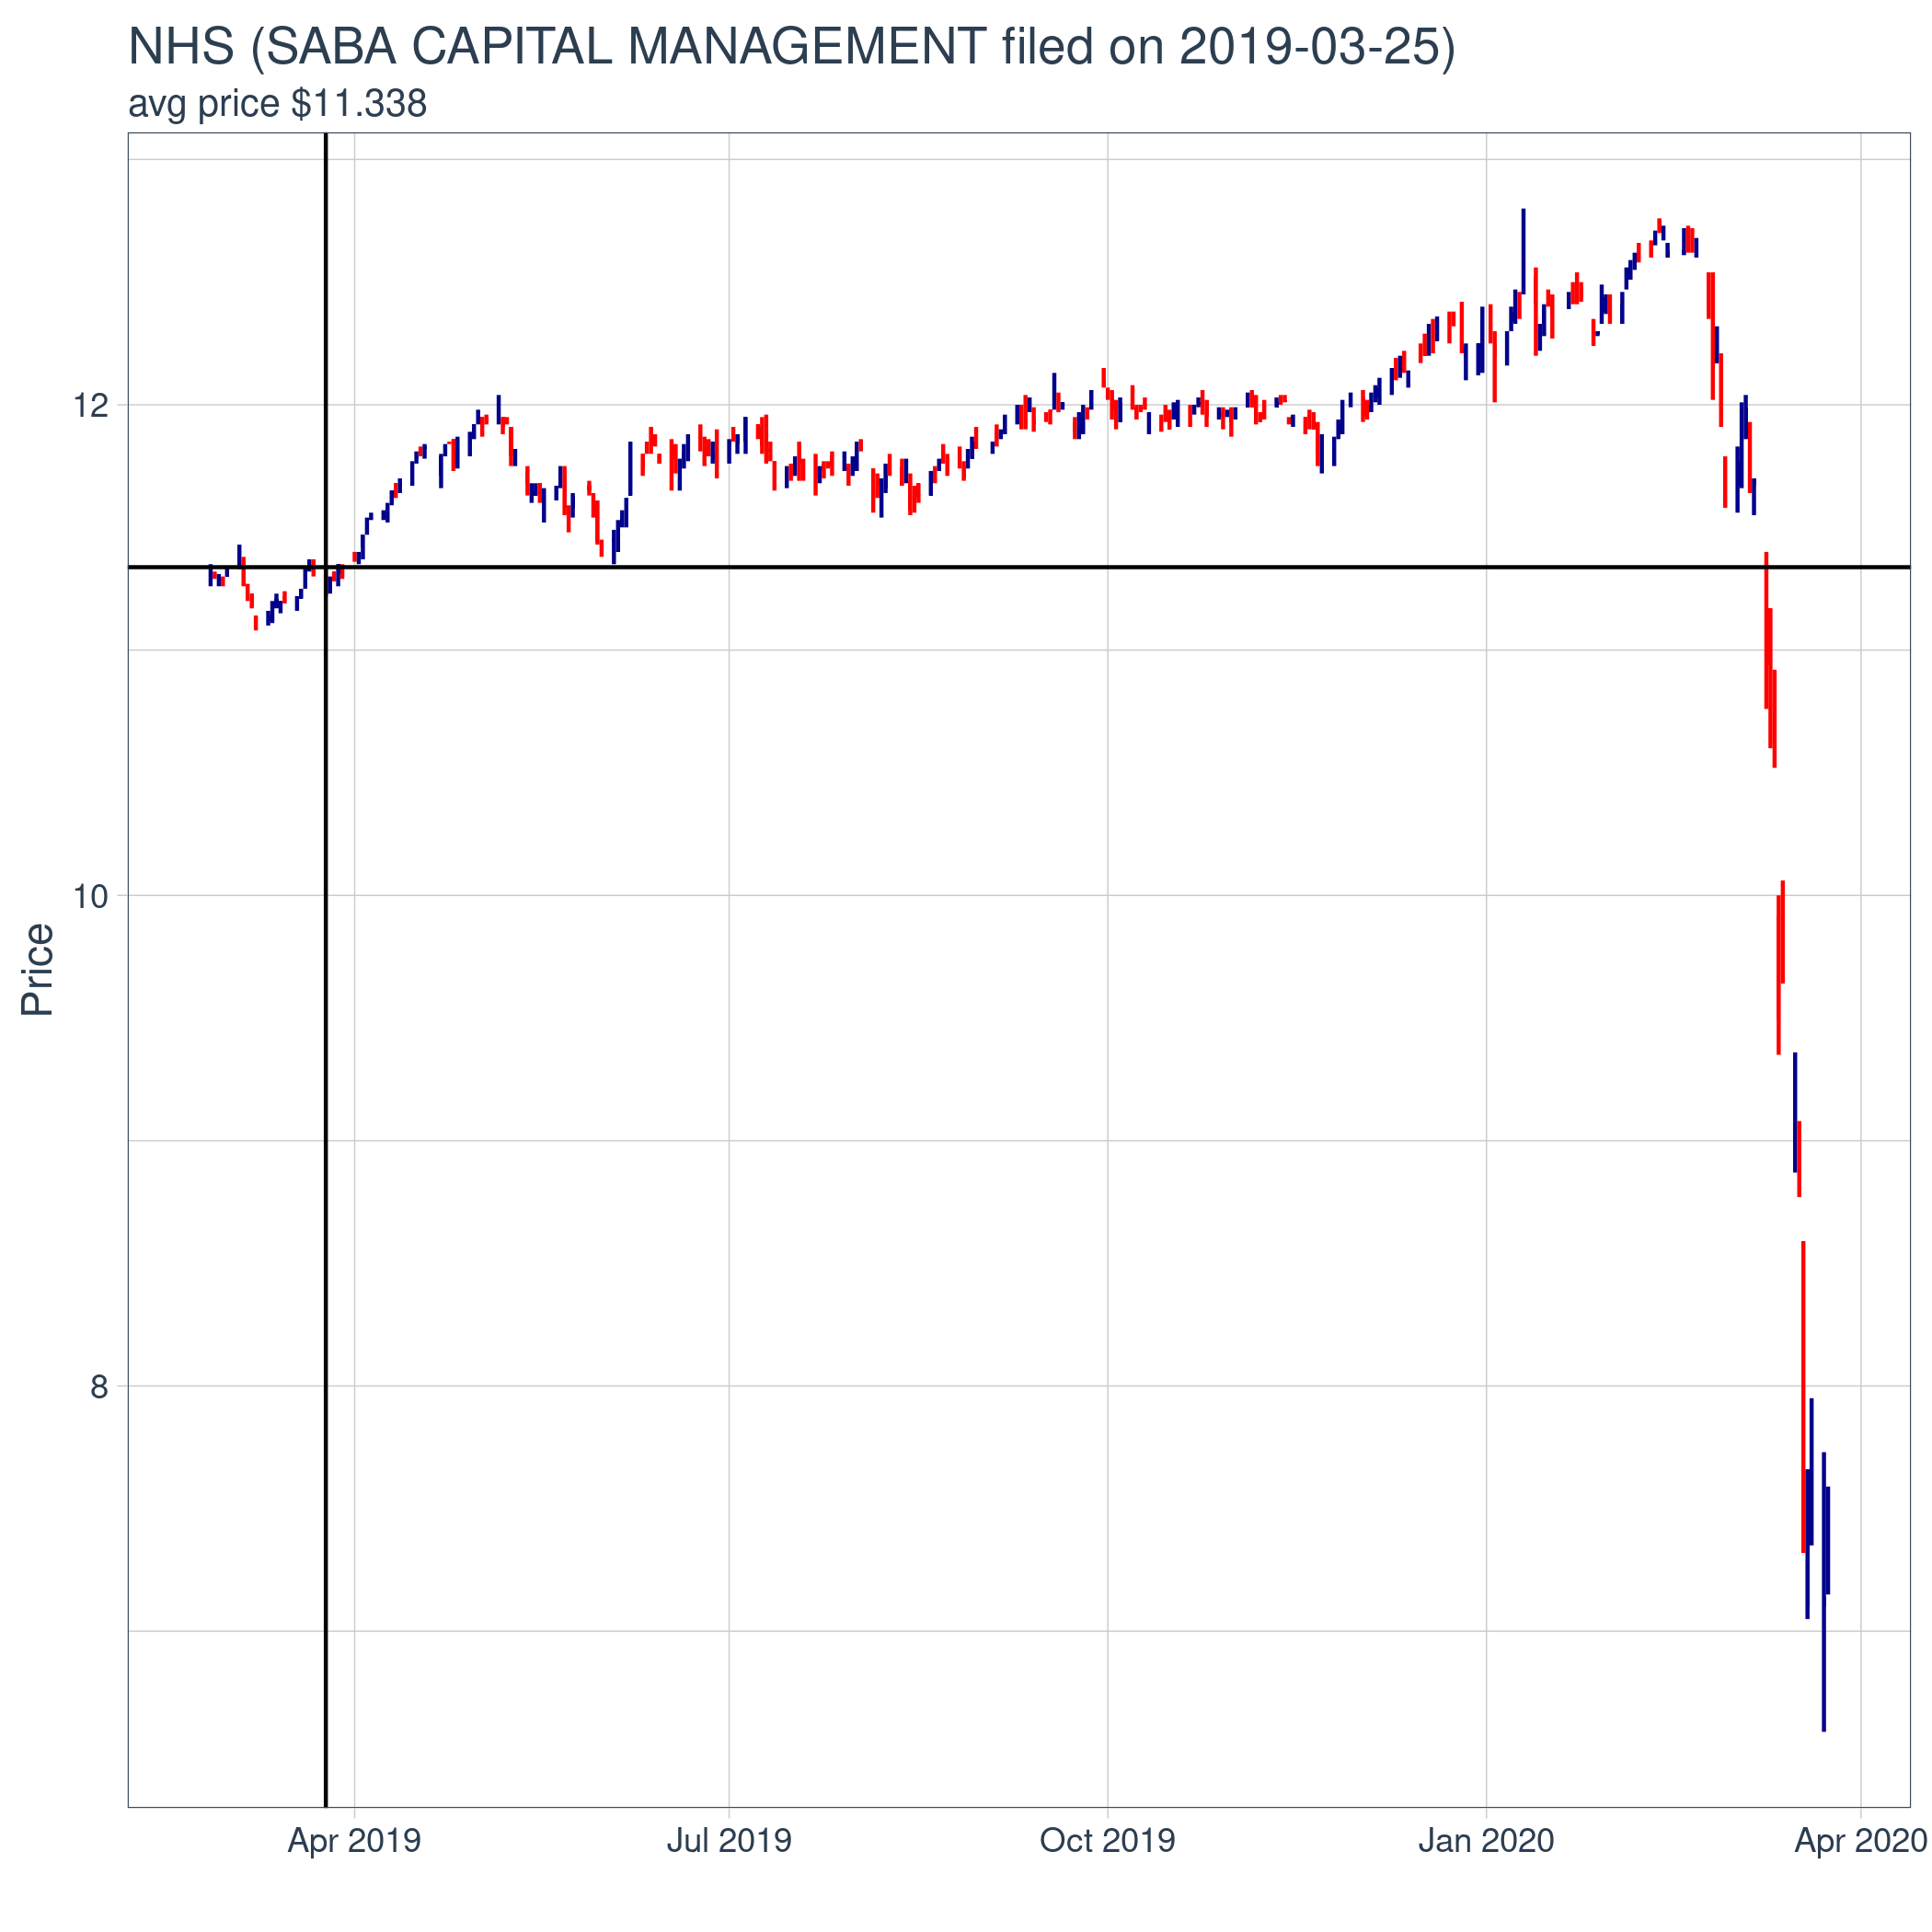 NHS (SABA CAPITAL MANAGEMENT filed on 2019-03-25)
avg price $11.338
12
10
8
Price
Apr 2019
Jul 2019
Oct 2019
Jan 2020
Apr 2020